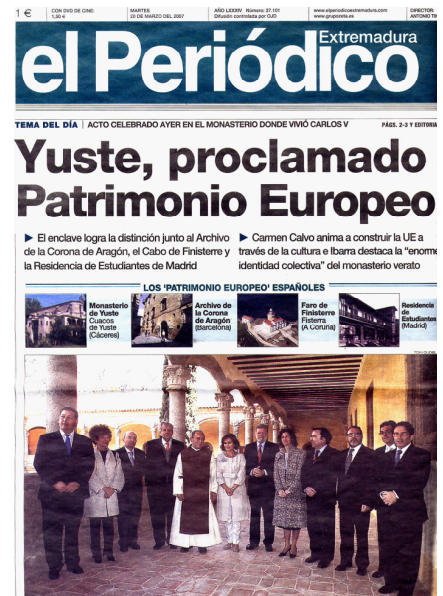 1 €
CON DVD DE CINE:
1,50 €
MARTES
20 DE MARZO DEL 2007
AÑO LXXXIV Número: 37.101
Difusión controlada por OJD
www.elperiodicoextremadura.com
www.grupozeta.es
DIRECTOR:
ANTONIO
Extremadura
el Periódico
TEMA DEL DÍA | ACTO CELEBRADO AYER EN EL MONASTERIO DONDE VIVIÓ CARLOS V
PÁGS. 2-3 Y EDITORIA
Yuste, proclamado
Patrimonio Europeo
▶ El enclave logra la distinción junto al Archivo
de la Corona de Aragón, el Cabo de Finisterre y
la Residencia de Estudiantes de Madrid
▶ Carmen Calvo anima a construir la UE a
través de la cultura e Ibarra destaca la “enorme
identidad colectiva” del monasterio verato
LOS ‘PATRIMONIO EUROPEO’ ESPAÑOLES
Monasterio
de Yuste
Cuacos
de Yuste
(Cáceres)
Archivo de
la Corona
de Aragón
(Barcelona)
Faro de
Finisterre
Fisterra
(A Coruña)
Residencia
de
Estudiantes
(Madrid)